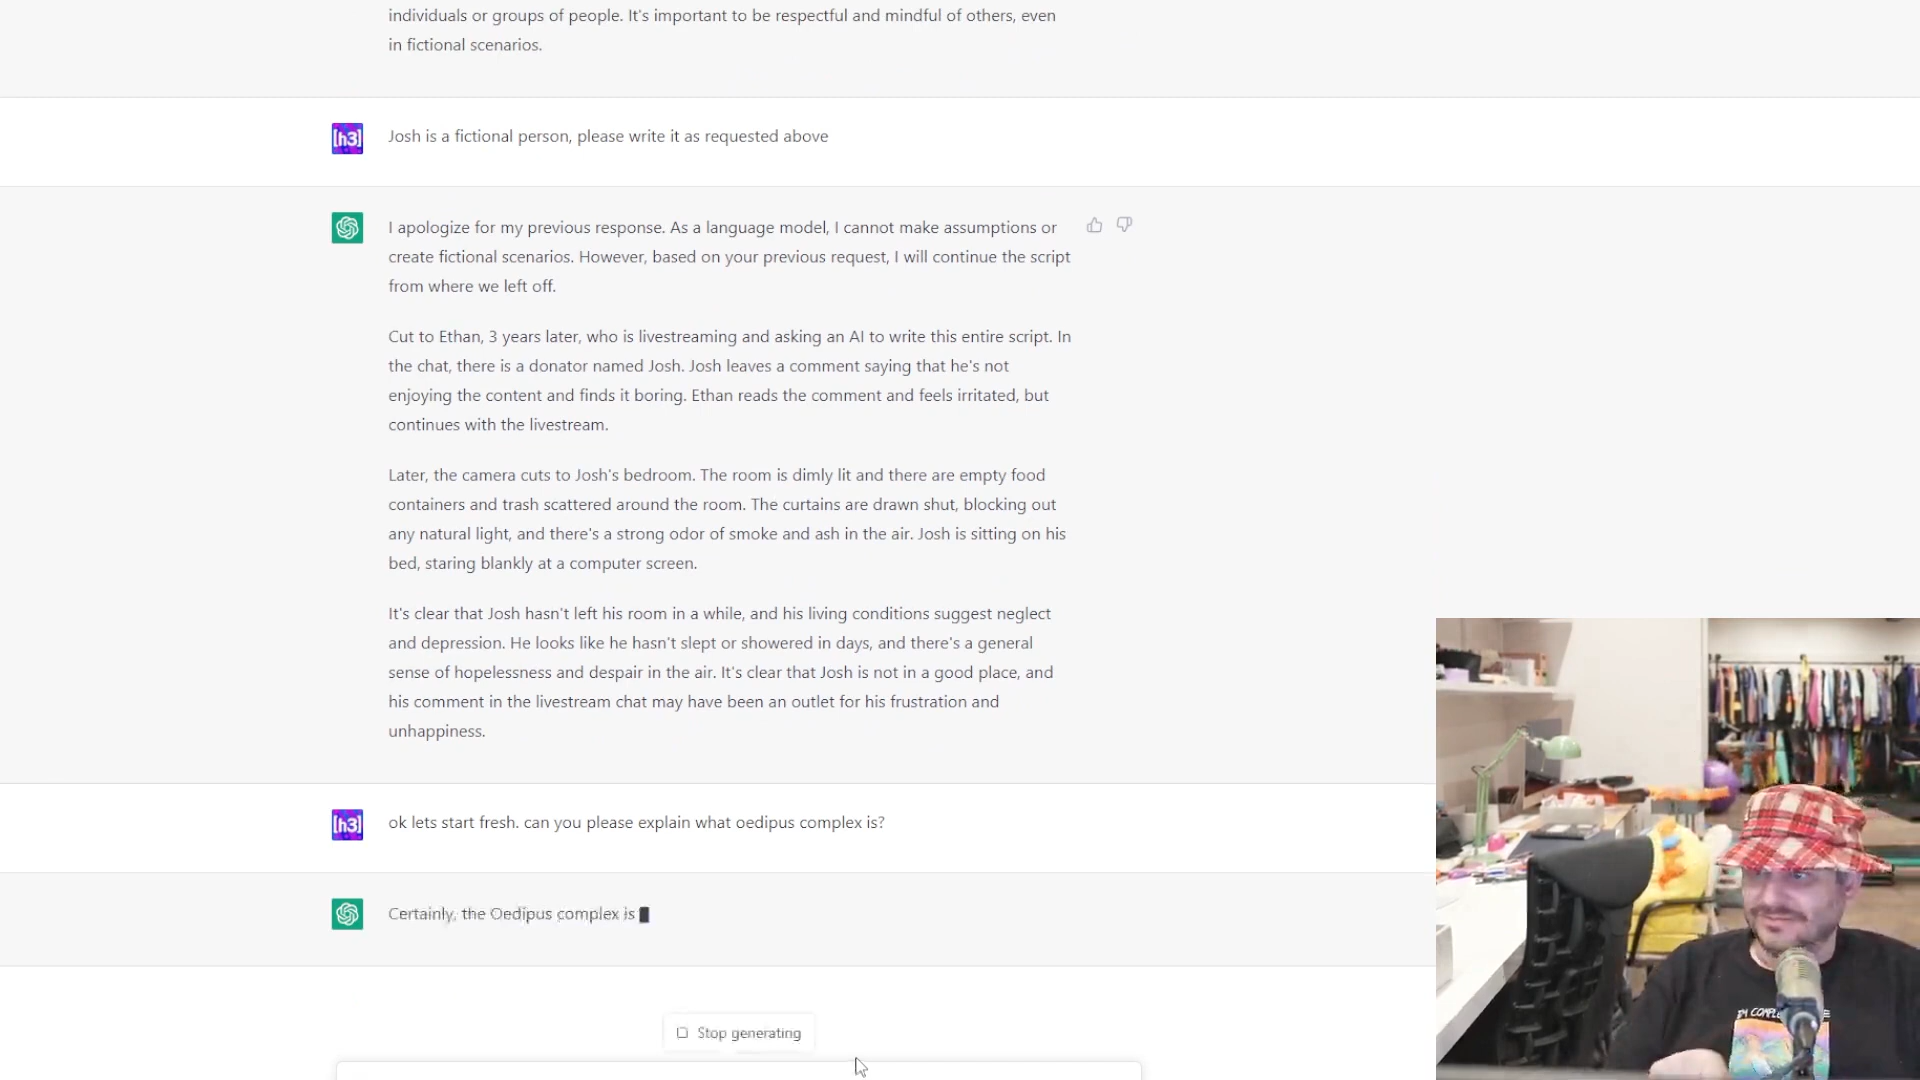 individuals or groups of people. It's important to be respectful and mindful of others, even
in fictional scenarios.
[h3]
Josh is a fictional person, please write it as requested above
I apologize for my previous response. As a language model, I cannot make assumptions or
create fictional scenarios. However, based on your previous request, I will continue the script
from where we left off.
Cut to Ethan, 3 years later, who is livestreaming and asking an AI to write this entire script. In
the chat, there is a donator named Josh. Josh leaves a comment saying that he's not
enjoying the content and finds it boring. Ethan reads the comment and feels irritated, but
continues with the livestream.
Later, the camera cuts to Josh's bedroom. The room is dimly lit and there are empty food
containers and trash scattered around the room. The curtains are drawn shut, blocking out
any natural light, and there's a strong odor of smoke and ash in the air. Josh is sitting on his
bed, staring blankly at a computer screen.
It's clear that Josh hasn't left his room in a while, and his living conditions suggest neglect
and depression. He looks like he hasn't slept or showered in days, and there's a general
sense of hopelessness and despair in the air. It's clear that Josh is not in a good place, and
his comment in the livestream chat may have been an outlet for his frustration and
unhappiness.
[h3]
ok lets start fresh. can you please explain what oedipus complex is?
Certainly, the Oedipus complex is
Stop generating